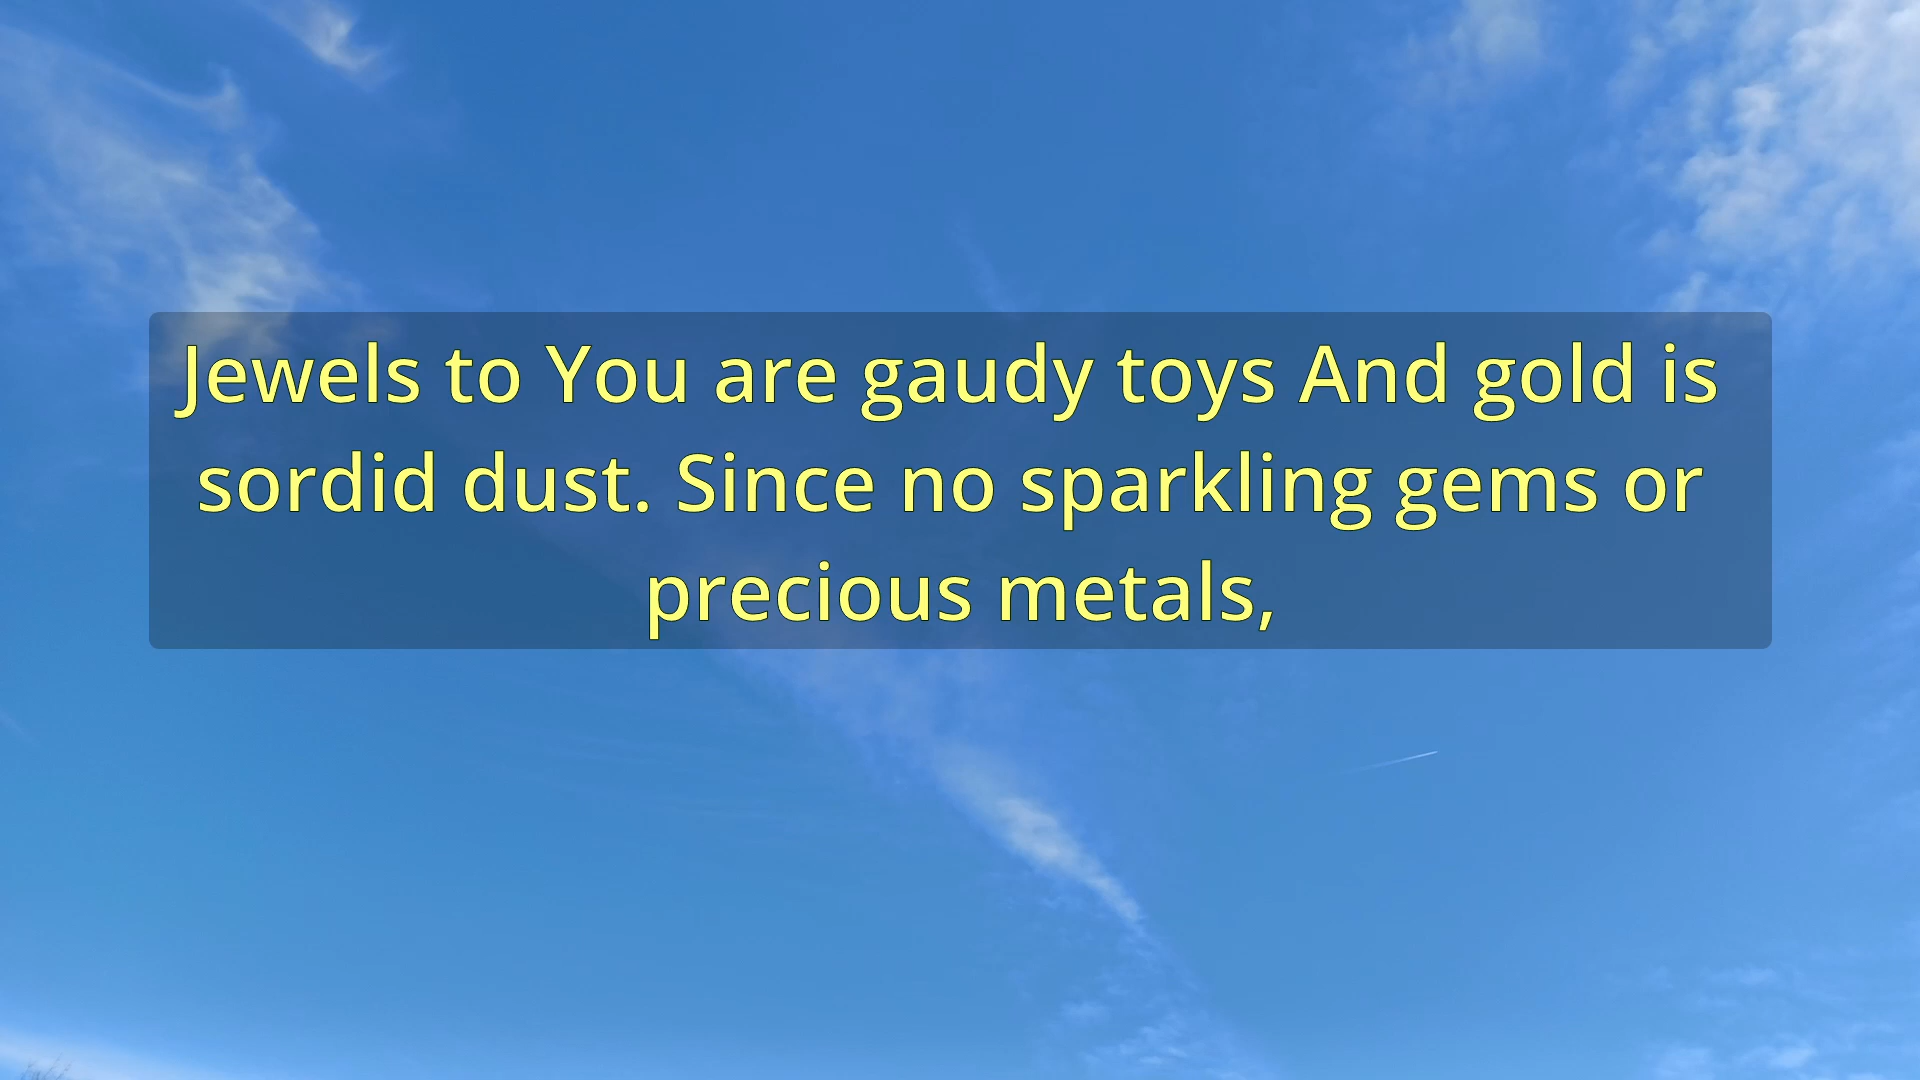 Jewels to You are gaudy toys And gold is
sordid dust. Since no sparkling gems or
precious metals,